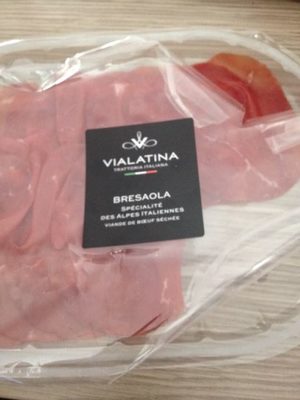 VIALATINA
TRATTORIA ITALIANA
BRESAOLA
SPÉCIALITÉ
DES ALPES ITALIENNES
VIANDE DE BŒUF SÉCHÉE